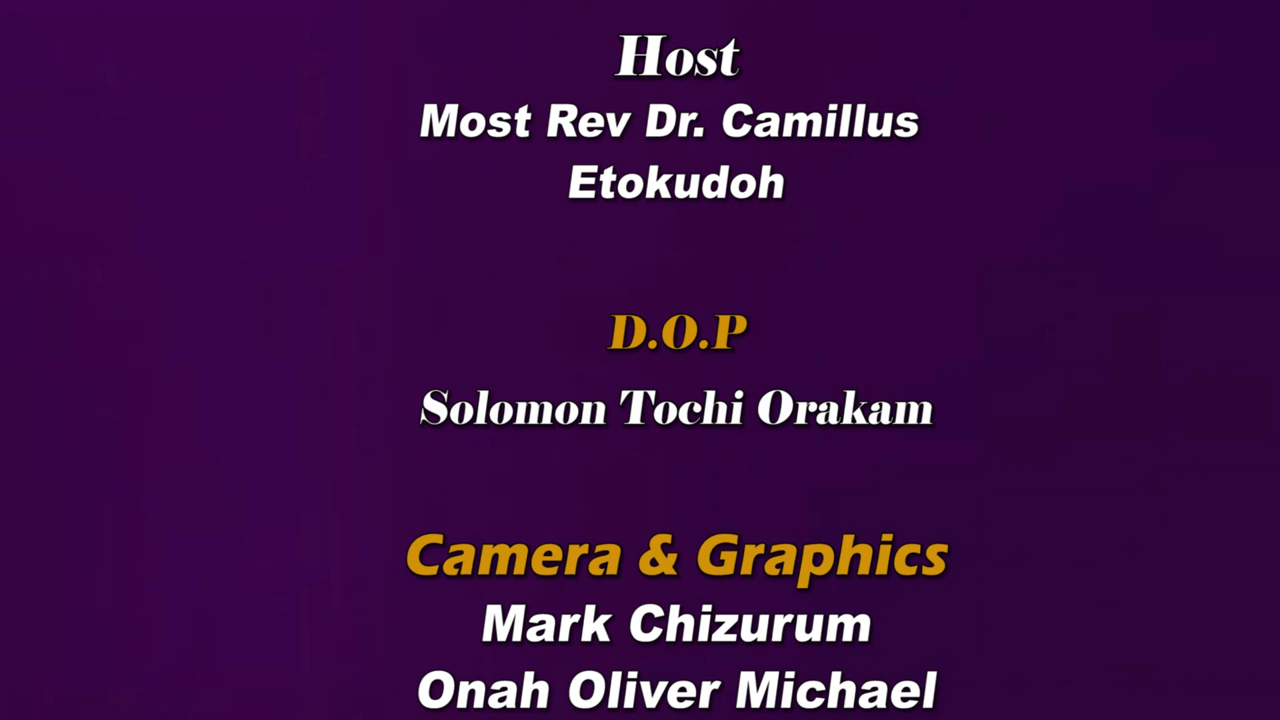 Host
Most Rev Dr. Camillus
Etokudoh
D.O.P
Solomon Tochi Orakam
Camera & Graphics
Mark Chizurum
Onah Oliver Michael